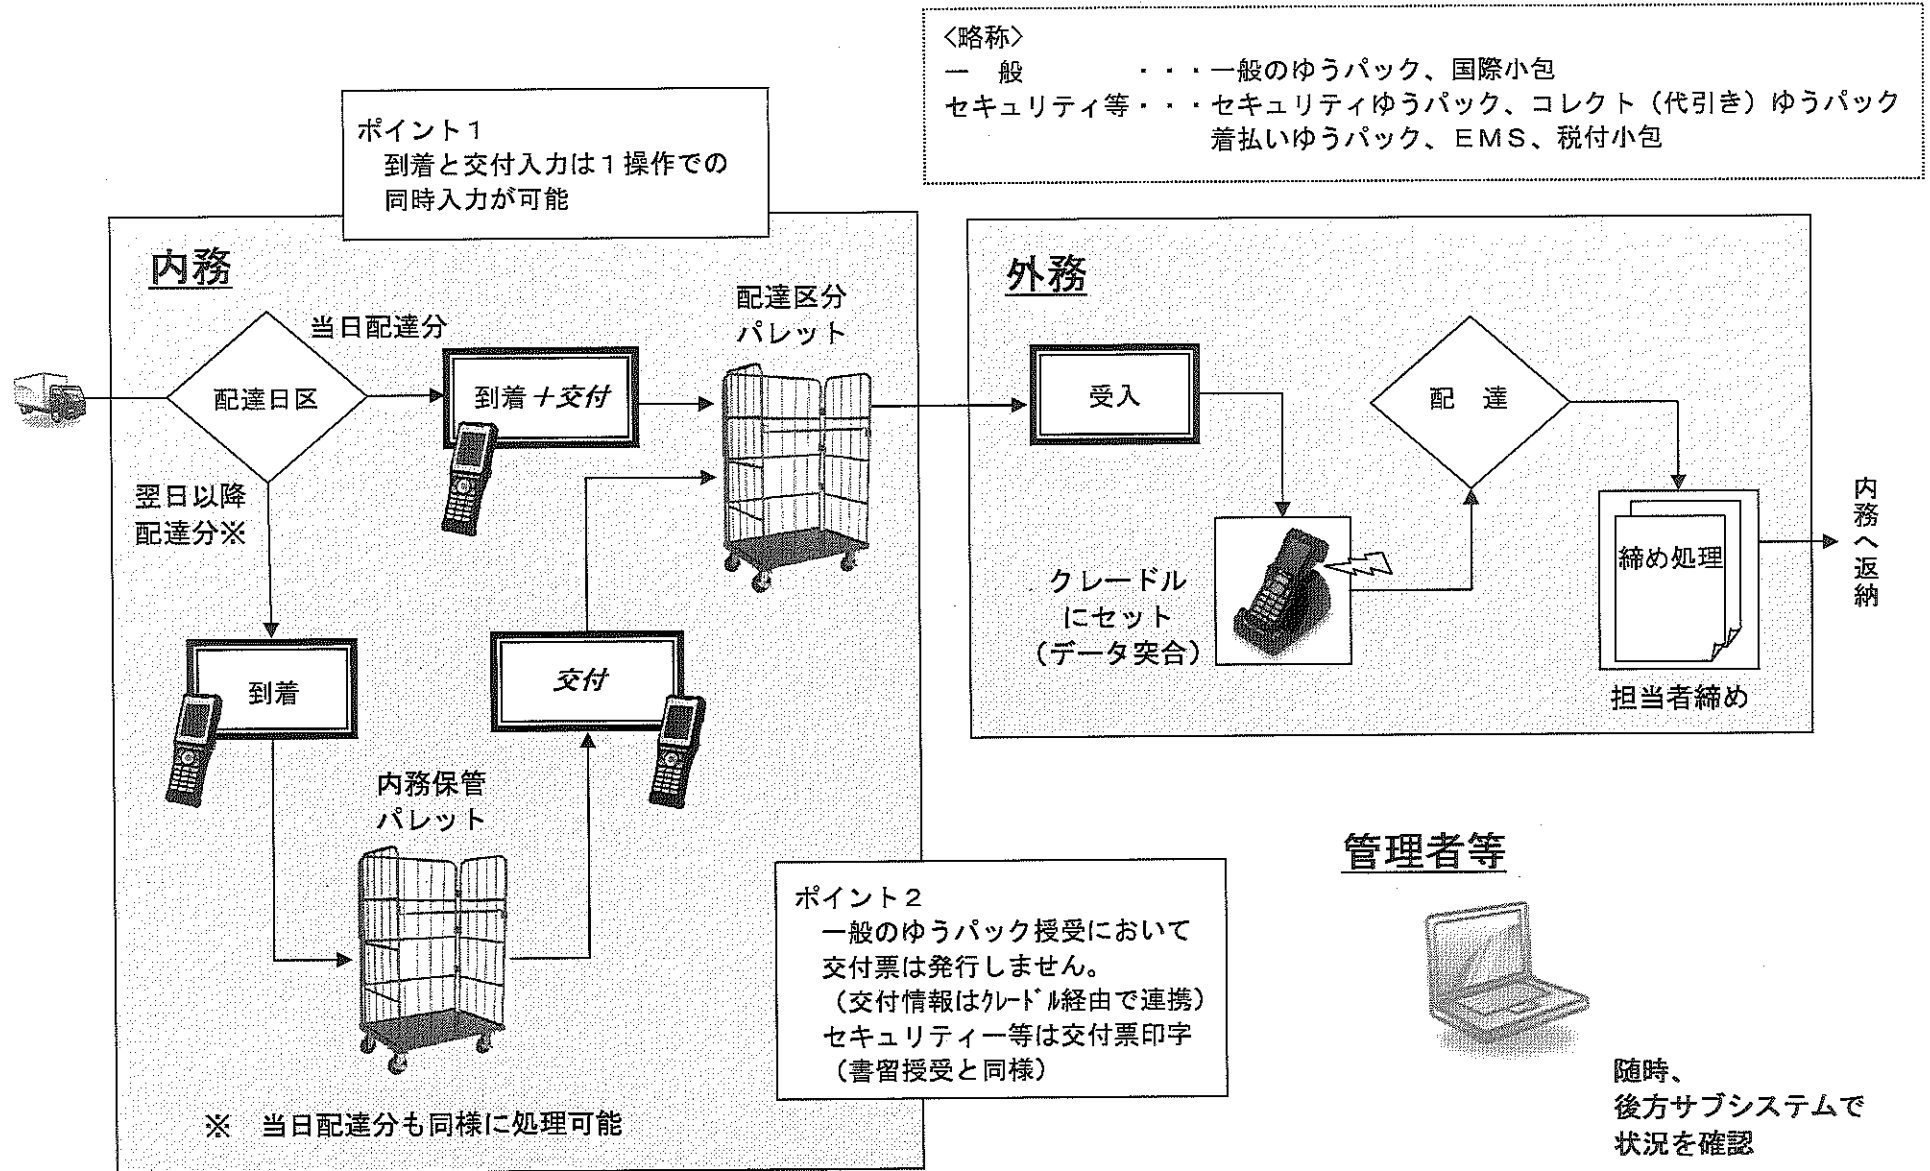 〈略称〉
一　般　　　　・・・一般のゆうパック、国際小包
セキュリティ等・・・セキュリティゆうパック、コレクト（代引き）ゆうパック
着払いゆうパック、ＥＭＳ、税付小包
ポイント１
到着と交付入力は１操作での
同時入力が可能
内務
配達日区
当日配達分
到着＋交付
配達区分
パレット
翌日以降
配達分※
到着
内務保管
パレット
交付
※　当日配達分も同様に処理可能
ポイント２
一般のゆうパック授受において
交付票は発行しません。
（交付情報はｸﾚｰﾄﾞﾙ経由で連携）
セキュリティー等は交付票印字
（書留授受と同様）
外務
受入
クレードル
にセット
（データ突合）
配　達
締め処理
担当者締め
内務へ返納
管理者等
随時、
後方サブシステムで
状況を確認